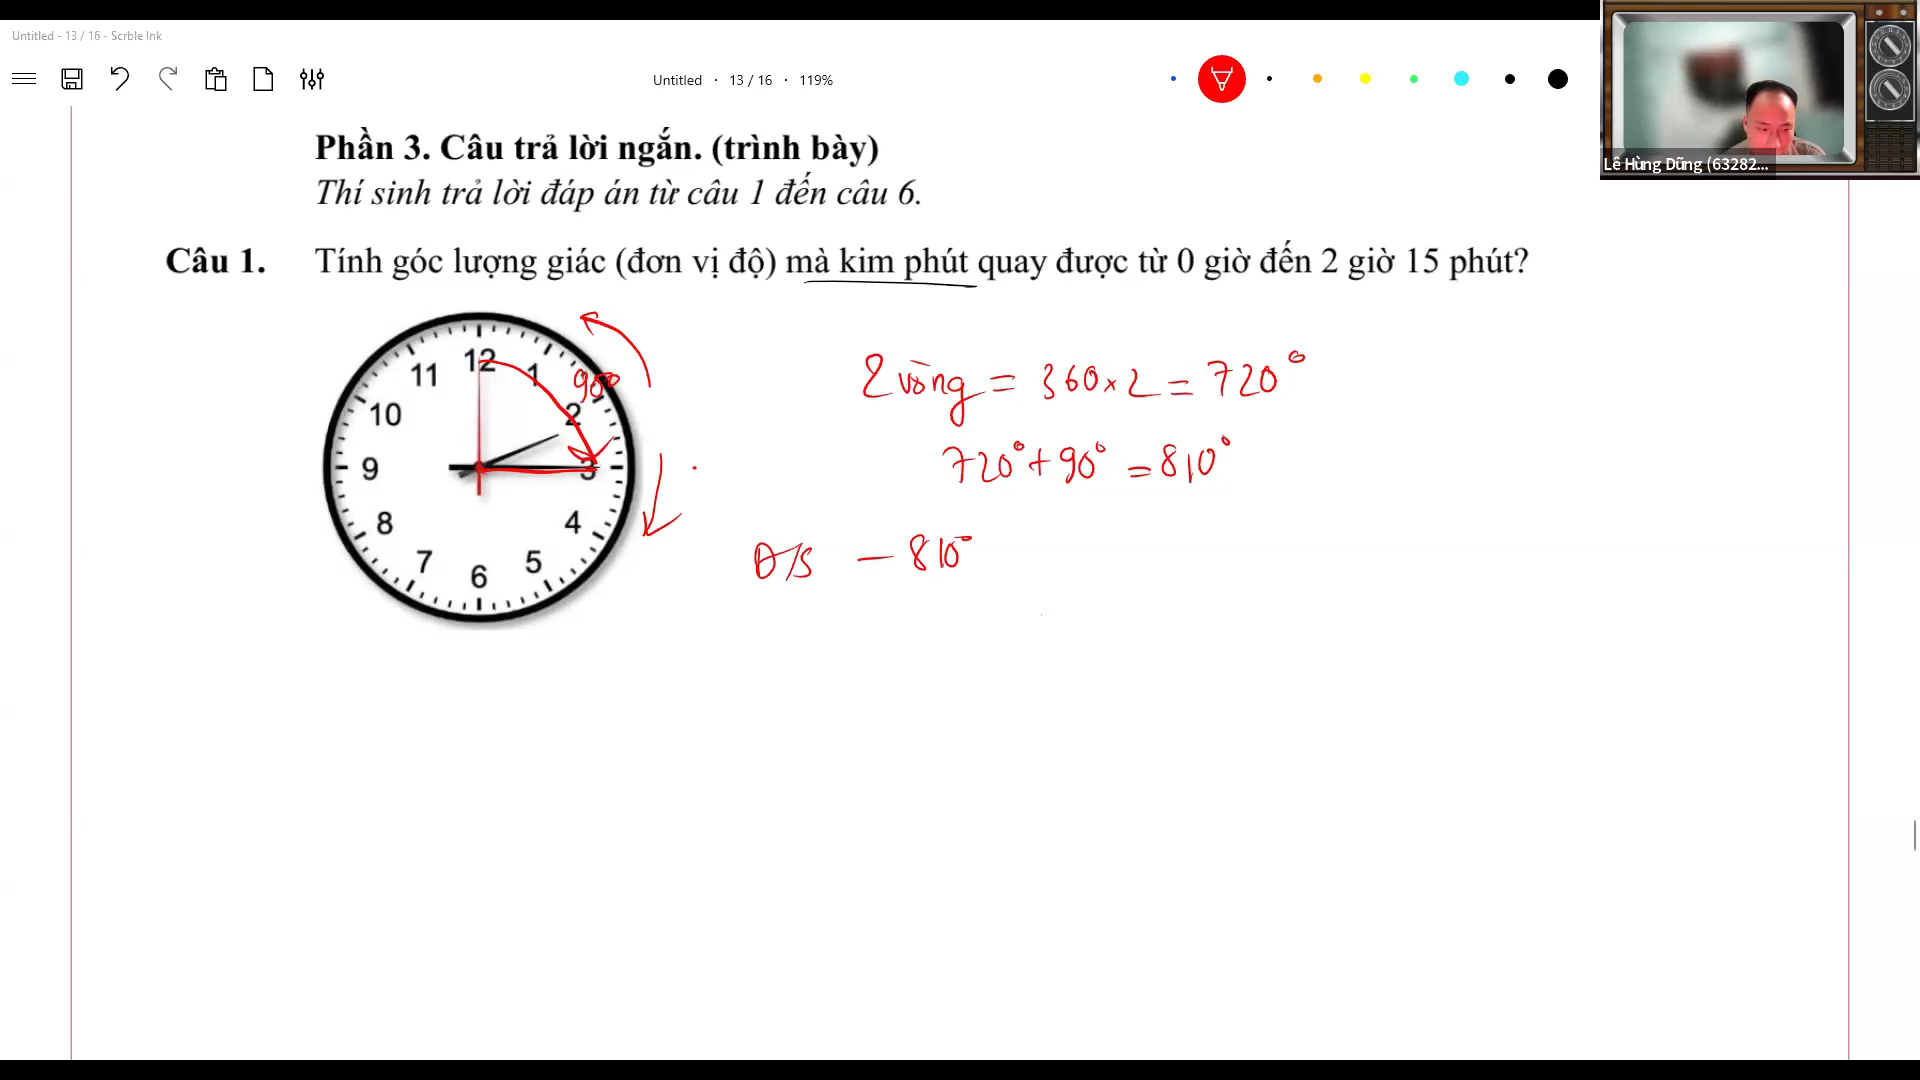 Untitled - 13 / 16 - Scrble Ink
Untitled · 13 / 16 · 119%
Lê Hùng Dũng (63282...
Phần 3. Câu trả lời ngắn. (trình bày)
Thí sinh trả lời đáp án từ câu 1 đến câu 6.
Câu 1. Tính góc lượng giác (đơn vị độ) mà kim phút quay được từ 0 giờ đến 2 giờ 15 phút?
12
11 1
90°
10 2
9 3
8 4
7 5
6
2 vòng = 360 × 2 = 720°
720° + 90° = 810°
Đ/s - 810°